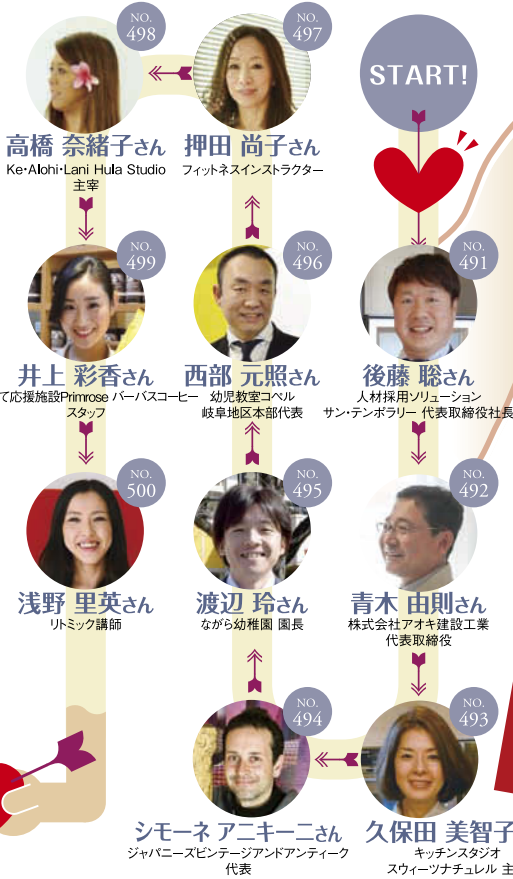 START!
NO.
491
後藤 聡さん
人材採用ソリューション
サン・テンポラリー 代表取締役社長
NO.
492
青木 由則さん
株式会社アオキ建設工業
代表取締役
NO.
493
久保田 美智子
キッチンスタジオ
スウィーツナチュレル 主
NO.
494
シモーネ アニキーニさん
ジャパニーズビンテージアンドアンティーク
代表
NO.
495
渡辺 玲さん
ながら幼稚園 園長
NO.
496
西部 元照さん
幼児教室コペル
岐阜地区本部代表
NO.
497
押田 尚子さん
フィットネスインストラクター
NO.
498
高橋 奈緒子さん
Ke・Alohi・Lani Hula Studio
主宰
NO.
499
井上 彩香さん
て応援施設Primrose バーバスコーヒー
スタッフ
NO.
500
浅野 里英さん
リトミック講師